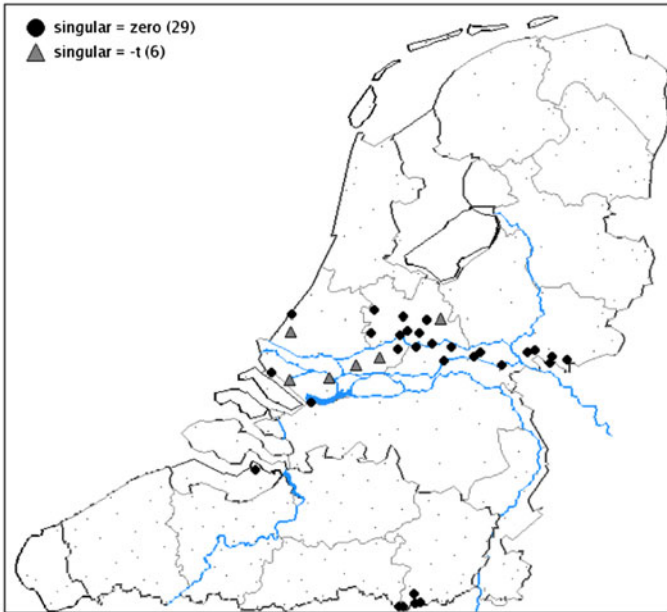 singular = zero (29)
singular = -t (6)